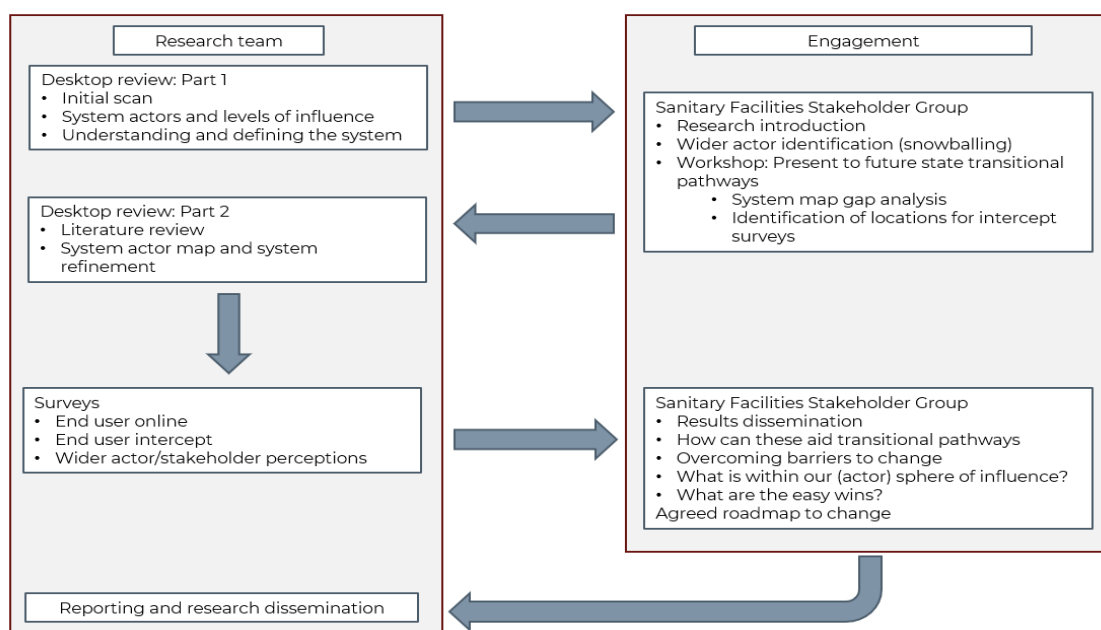 Research team
Desktop review: Part 1
• Initial scan
• System actors and levels of influence
• Understanding and defining the system
Desktop review: Part 2
• Literature review
• System actor map and system
refinement
Surveys
• End user online
• End user intercept
• Wider actor/stakeholder perceptions
Reporting and research dissemination
Engagement
Sanitary Facilities Stakeholder Group
• Research introduction
• Wider actor identification (snowballing)
• Workshop: Present to future state transitional
pathways
• System map gap analysis
• Identification of locations for intercept
surveys
Sanitary Facilities Stakeholder Group
• Results dissemination
• How can these aid transitional pathways
• Overcoming barriers to change
• What is within our (actor) sphere of influence?
• What are the easy wins?
Agreed roadmap to change